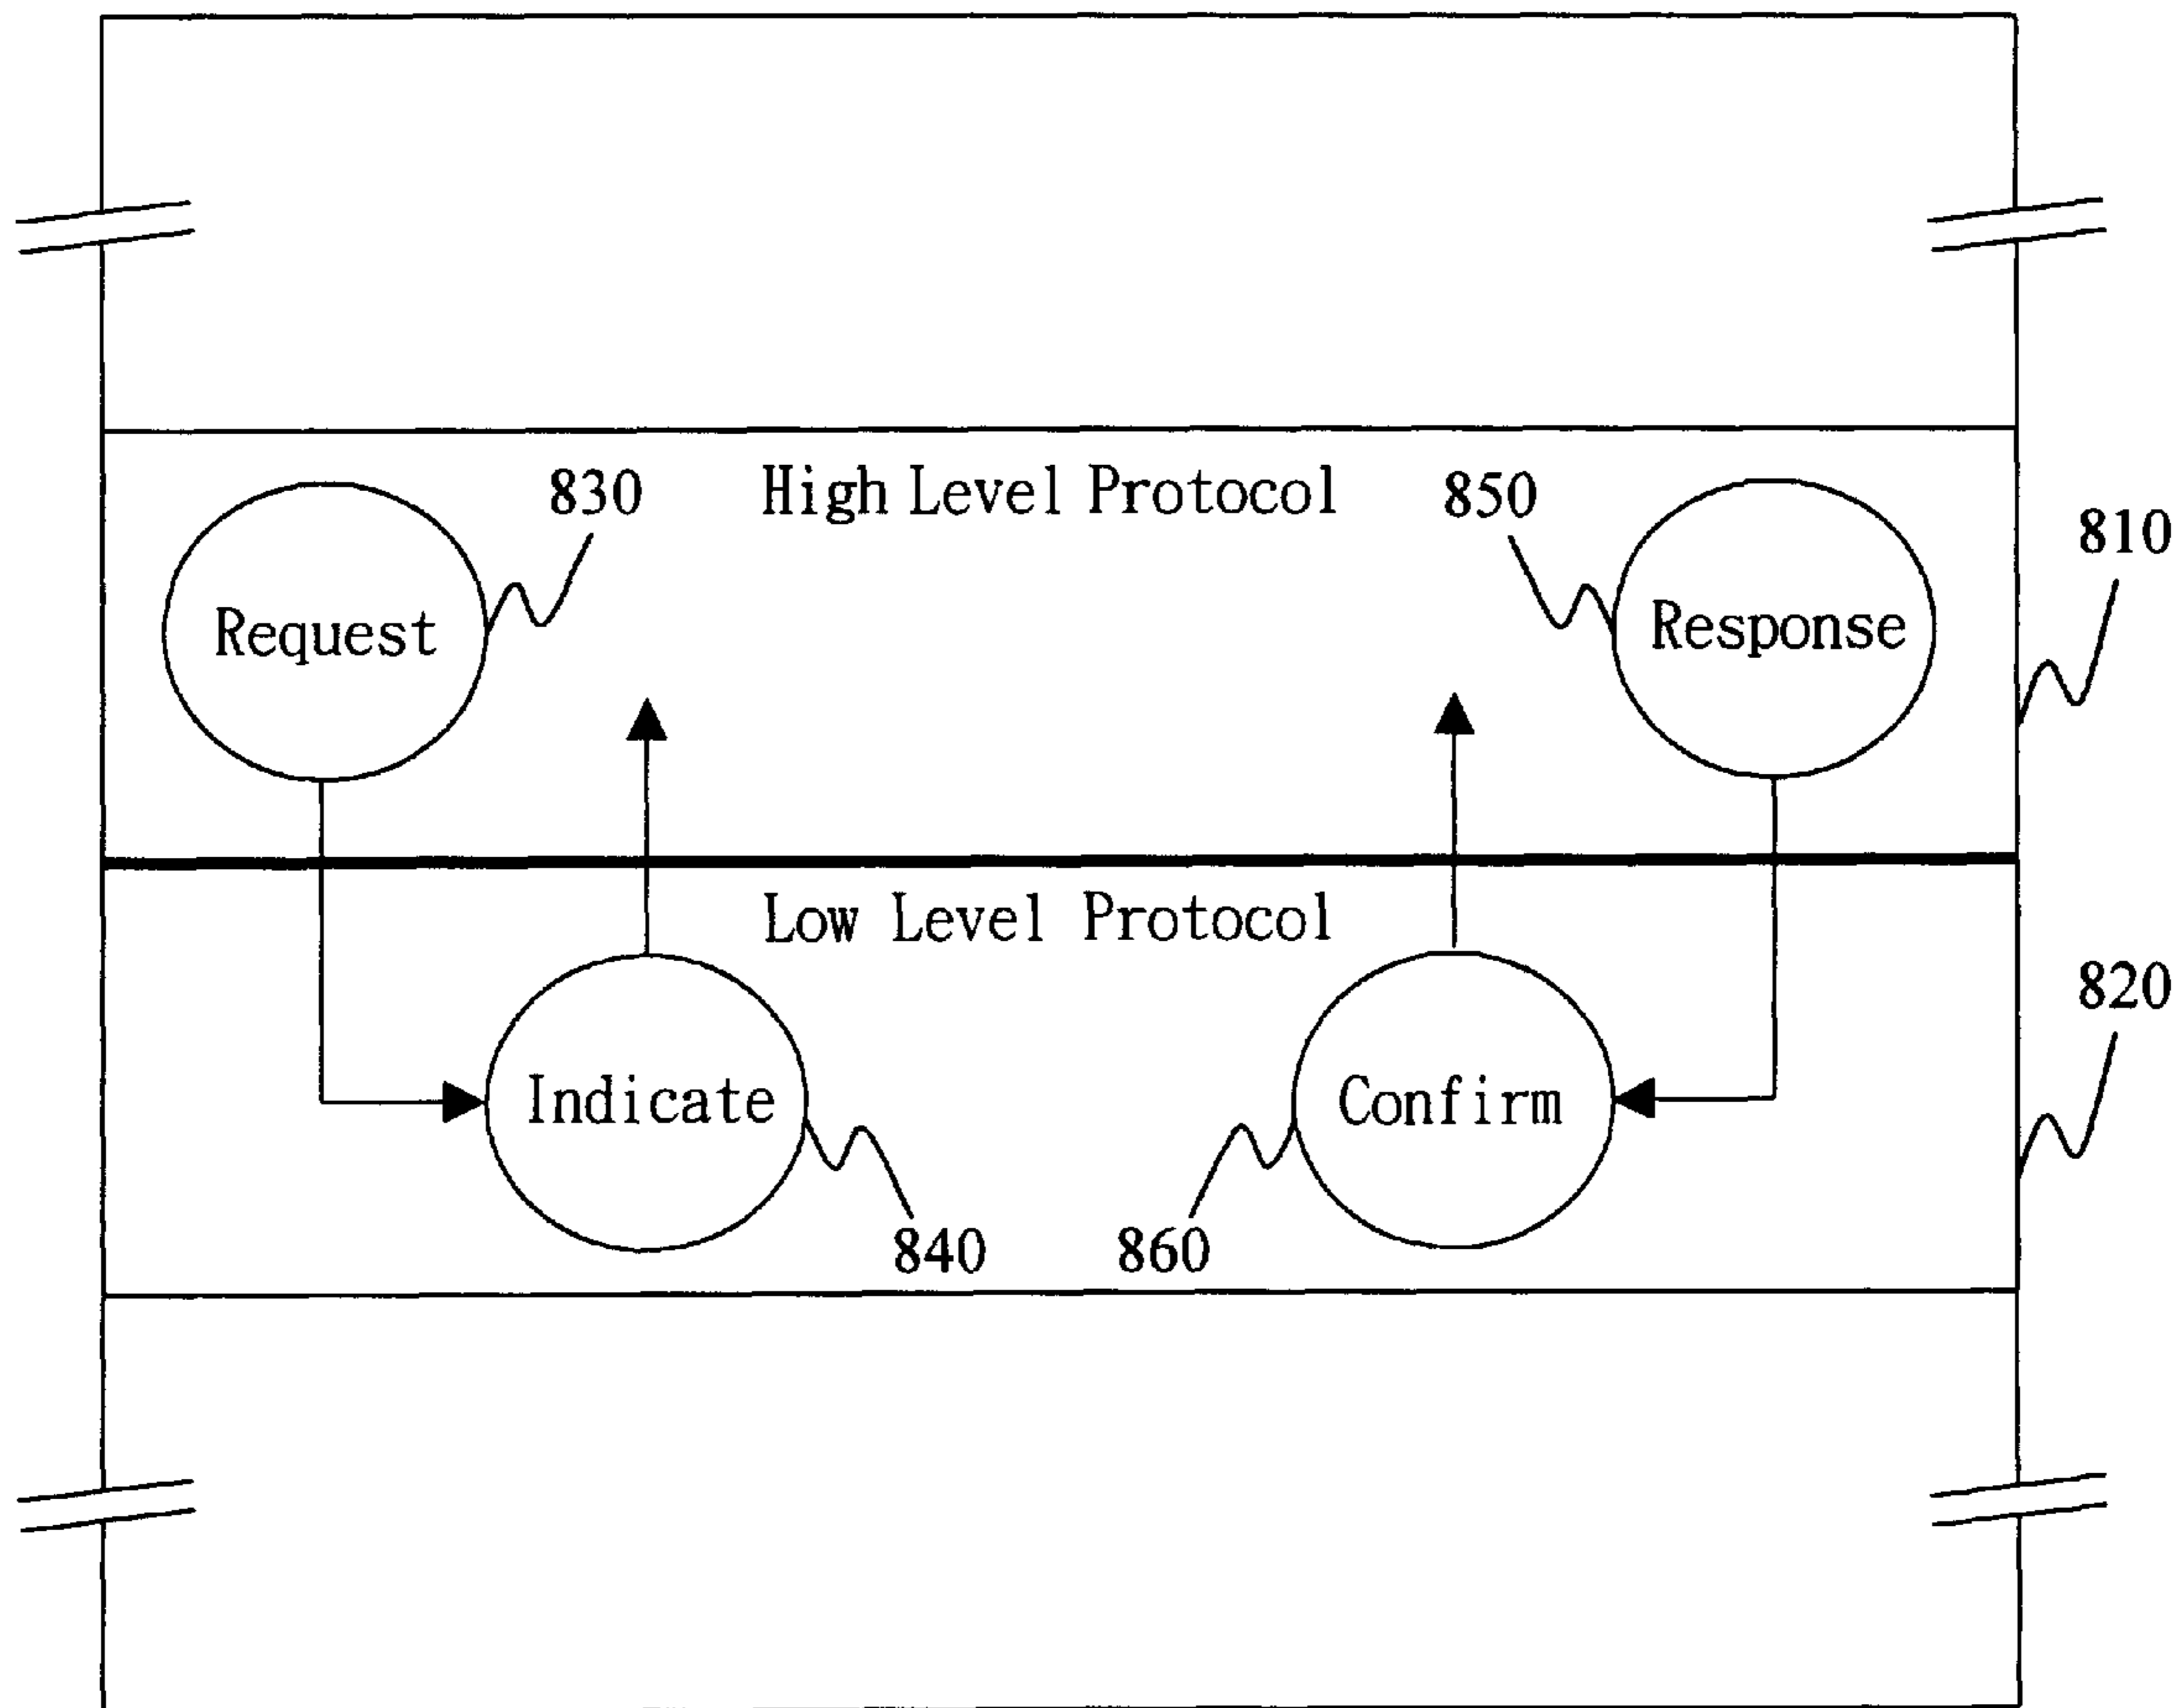 830 High Level Protocol 850
810
Request
Response
Low Level Protocol
820
Indicate
Confirm
840 860